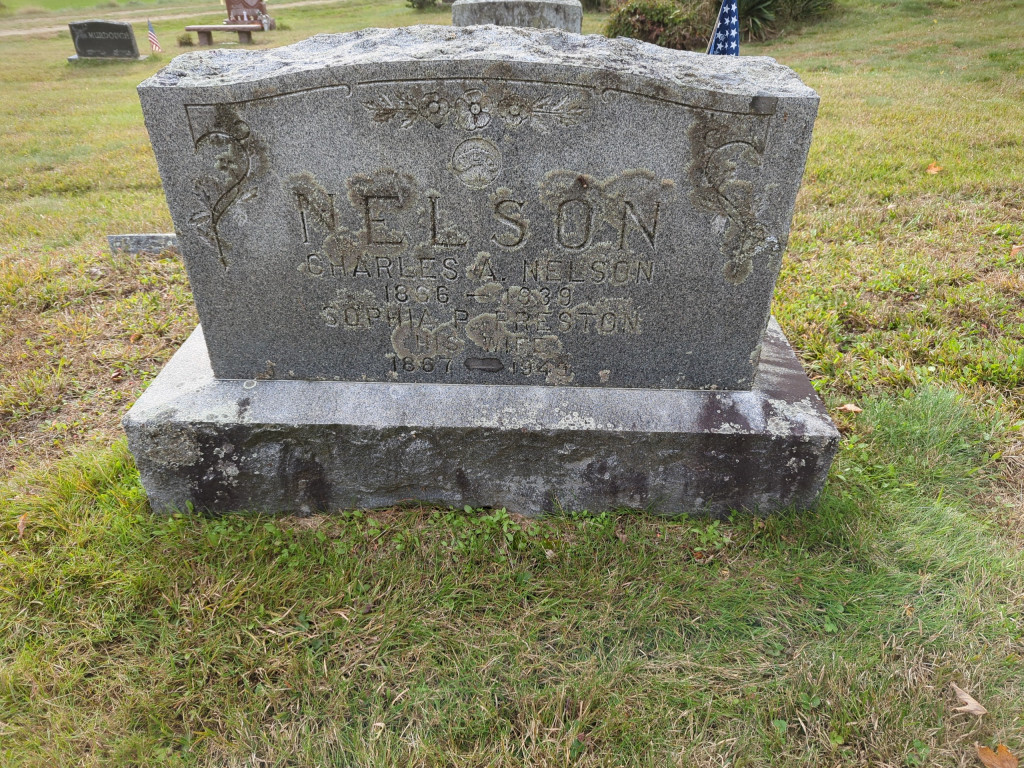 NELSON
CHARLES A. NELSON
1866 — 1939
SOPHIA P. PRESTON
HIS WIFE
1867